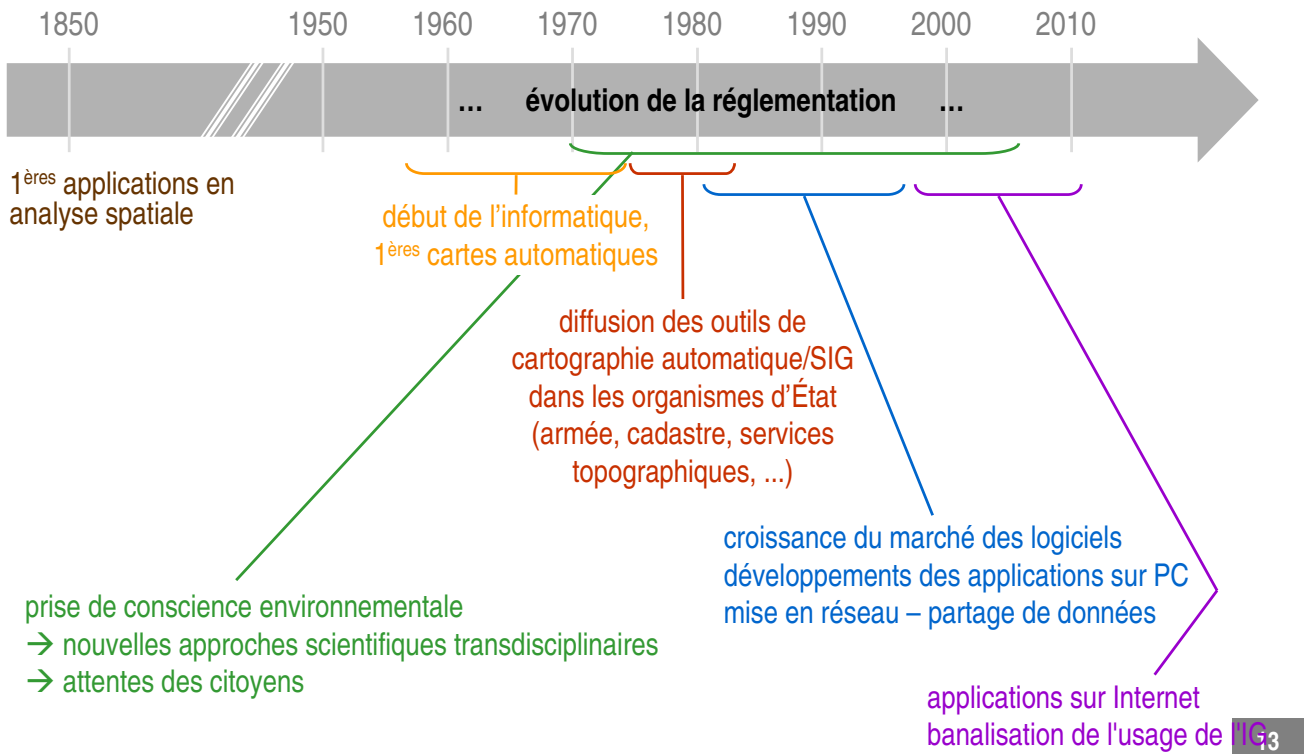 1850 1950 1960 1970 1980 1990 2000 2010
... évolution de la réglementation ...
1ères applications en
analyse spatiale
début de l'informatique,
1ères cartes automatiques
diffusion des outils de
cartographie automatique/SIG
dans les organismes d'État
(armée, cadastre, services
topographiques, ...)
croissance du marché des logiciels
développements des applications sur PC
mise en réseau – partage de données
prise de conscience environnementale
→ nouvelles approches scientifiques transdisciplinaires
→ attentes des citoyens
applications sur Internet
banalisation de l'usage de l'IG
13